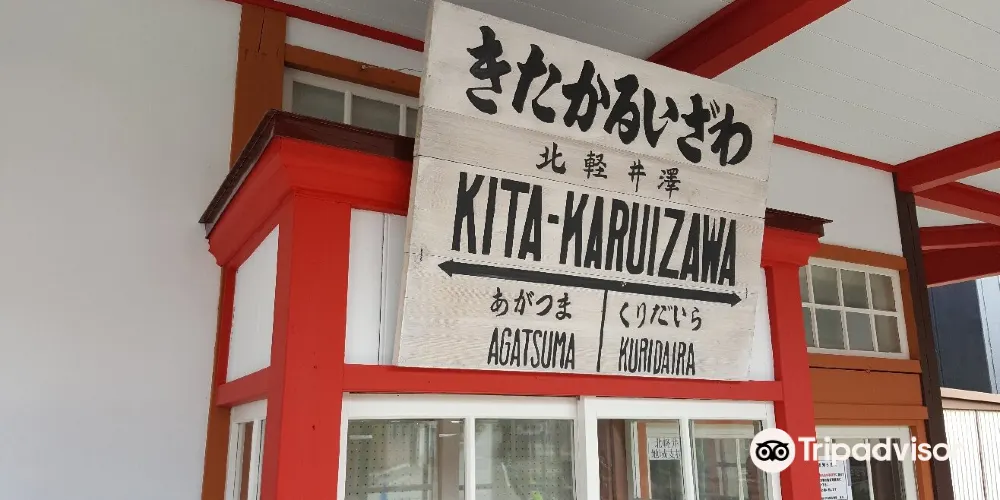 きたかるいざわ
北軽井澤
KITA-KARUIZAWA
あがつま
AGATSUMA
くりだいら
KURIDAIRA
Tripadvisor